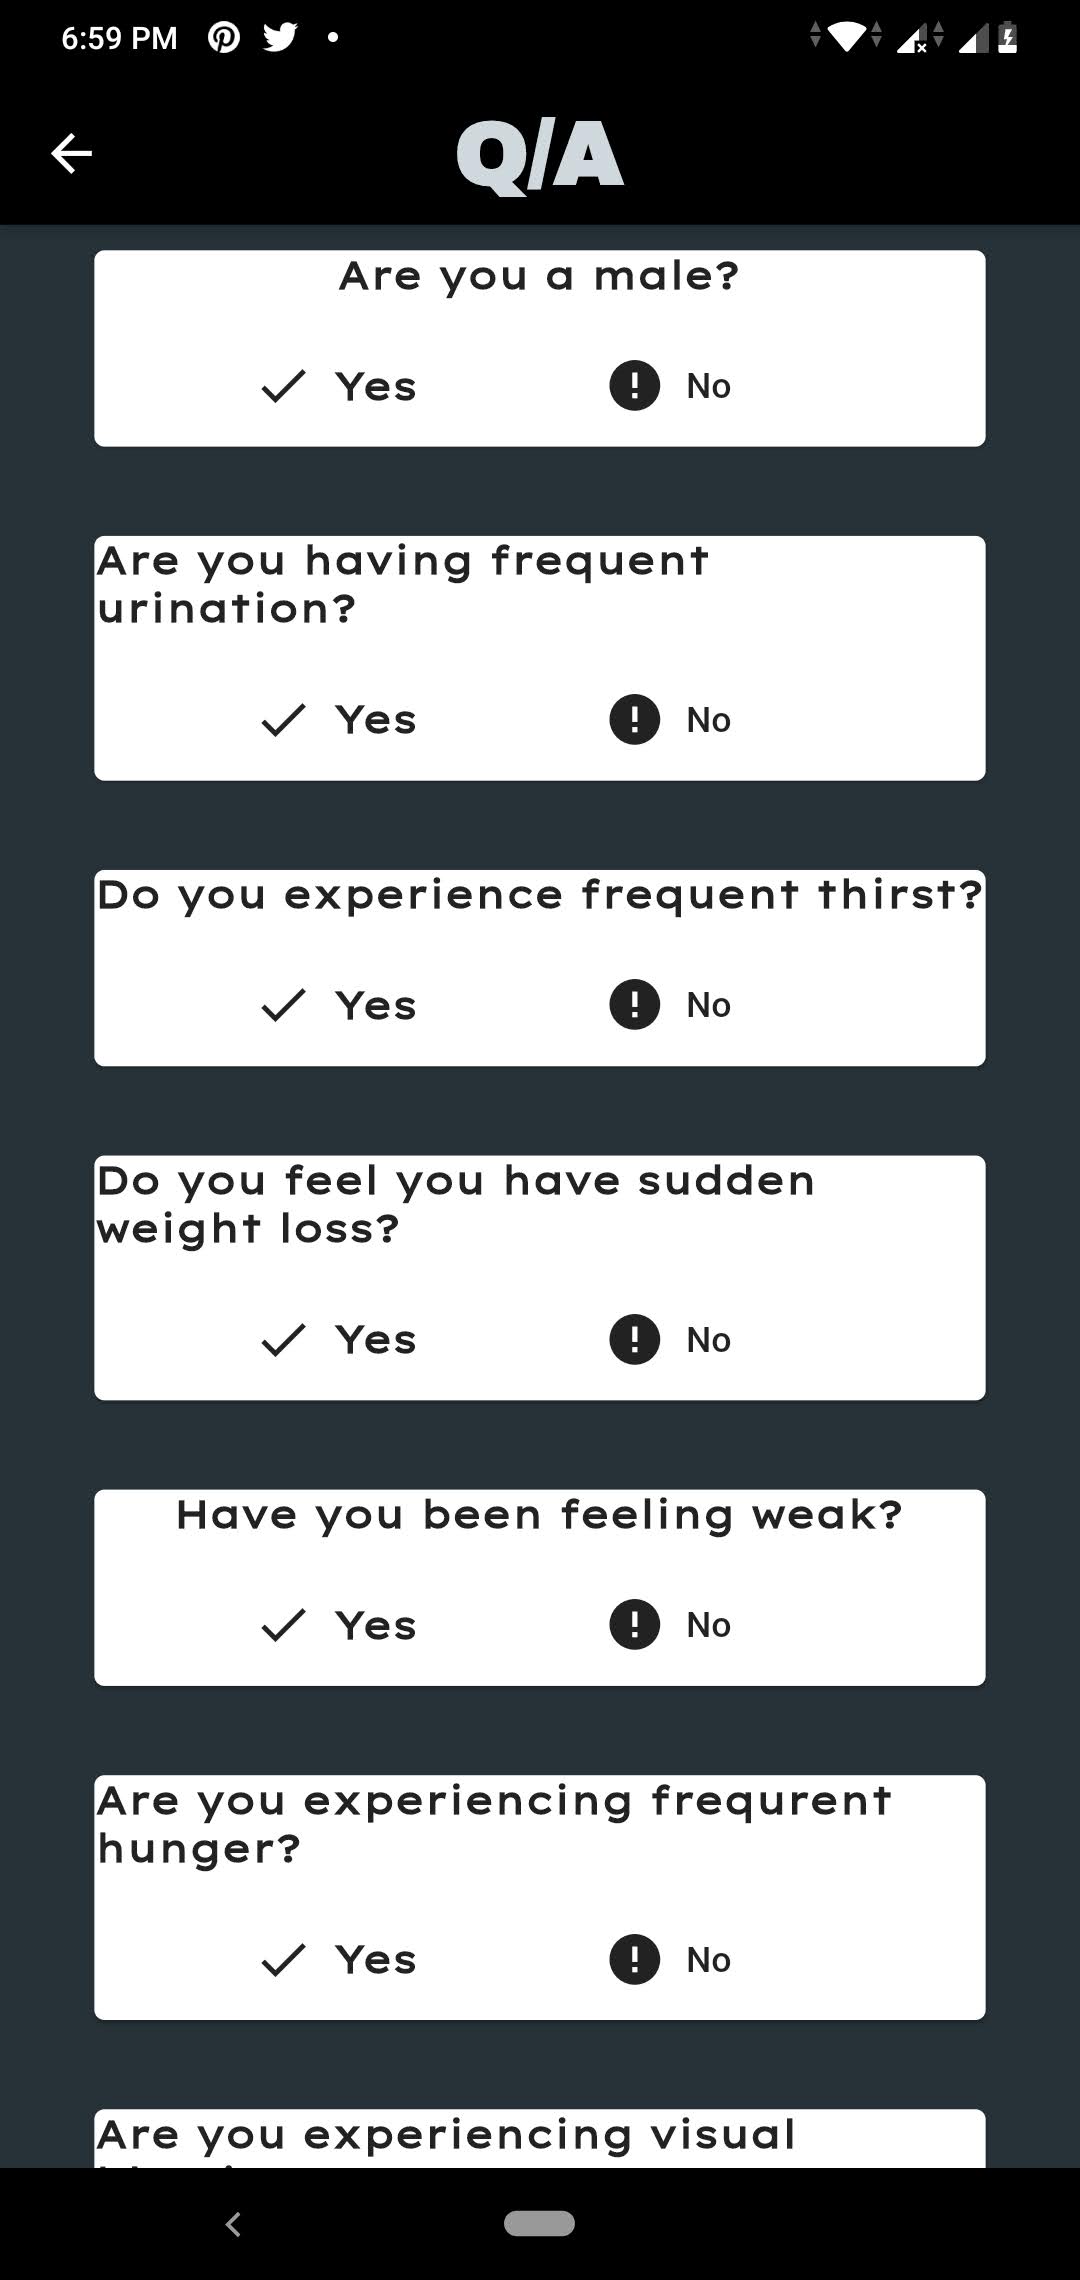 6:59 PM
Q/A
Are you a male?
Yes No
Are you having frequent
urination?
Yes No
Do you experience frequent thirst?
Yes No
Do you feel you have sudden
weight loss?
Yes No
Have you been feeling weak?
Yes No
Are you experiencing frequrent
hunger?
Yes No
Are you experiencing visual